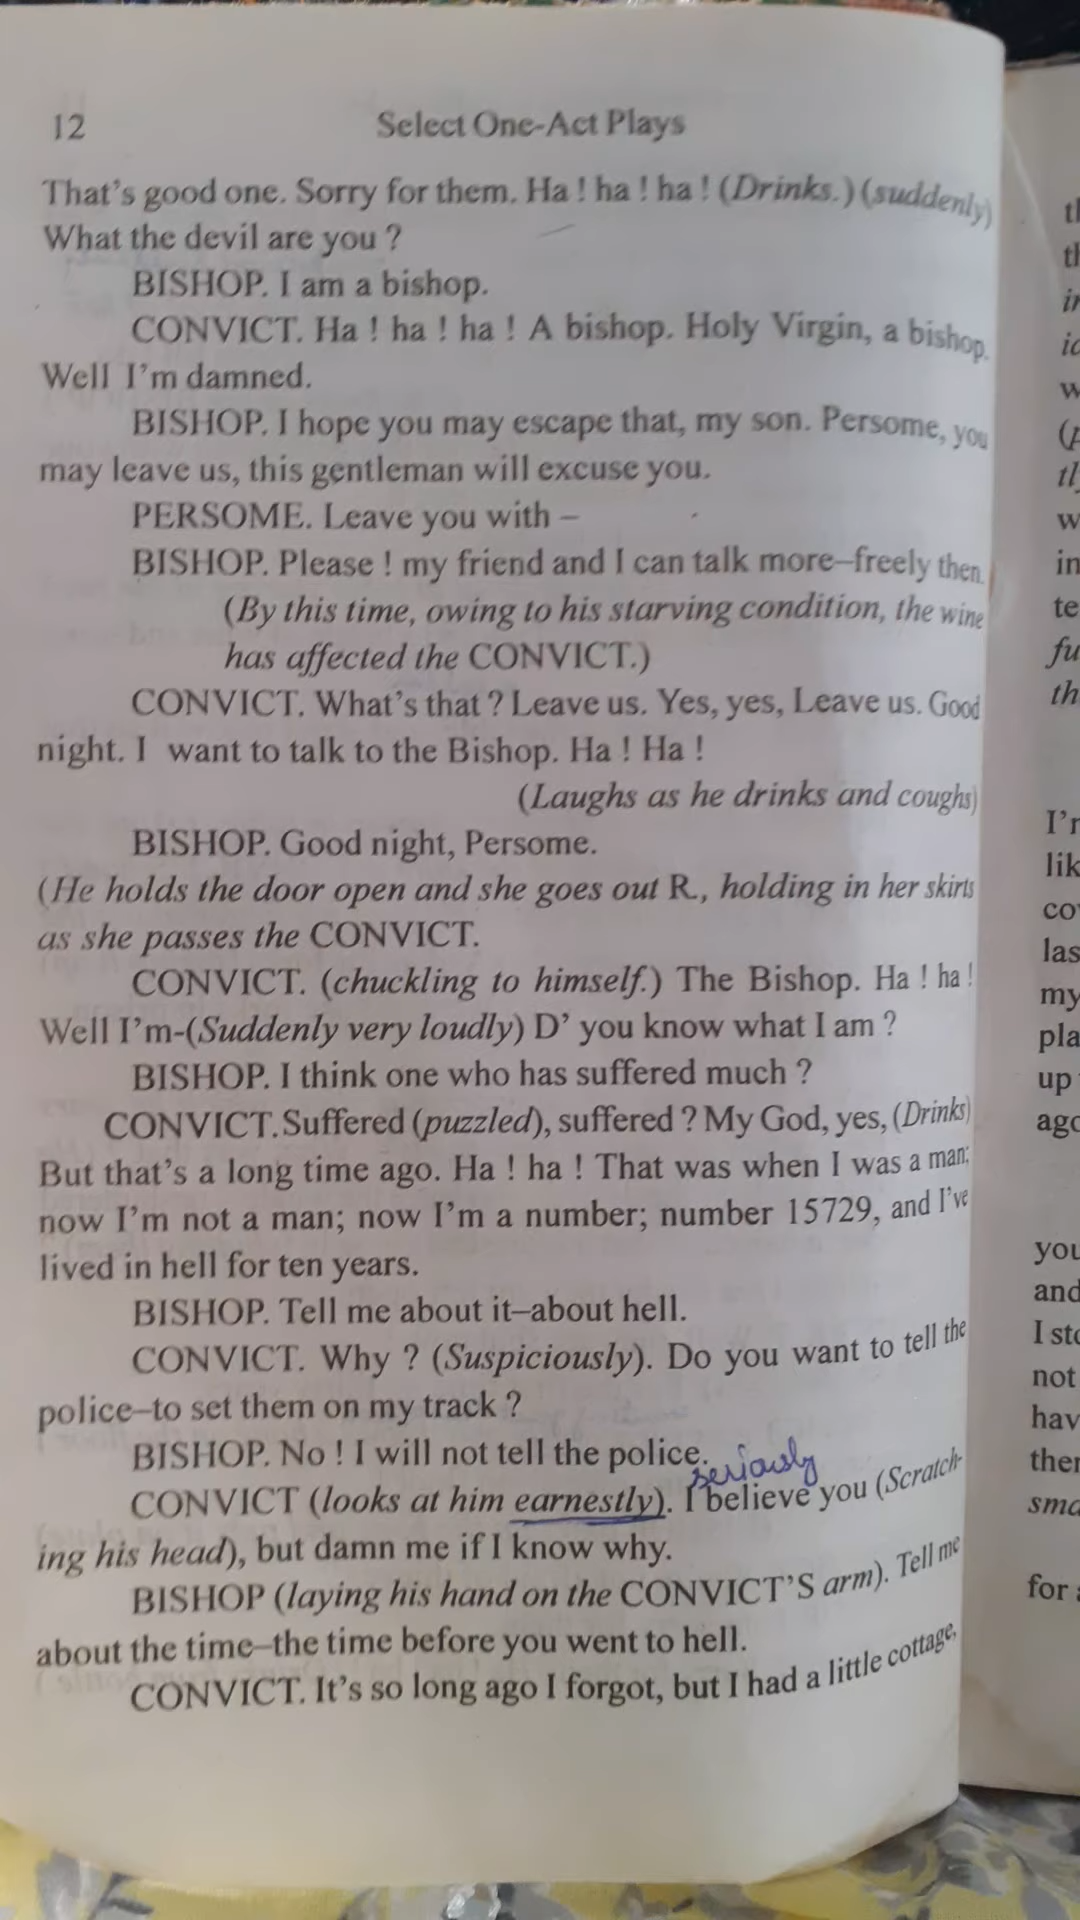 12 Select One-Act Plays
That's good one. Sorry for them. Ha ! ha ! ha ! (Drinks.) (suddenly)
What the devil are you ?
BISHOP. I am a bishop.
CONVICT. Ha ! ha ! ha ! A bishop. Holy Virgin, a bishop.
Well I'm damned.
BISHOP. I hope you may escape that, my son. Persome, you
may leave us, this gentleman will excuse you.
PERSOME. Leave you with –
BISHOP. Please ! my friend and I can talk more–freely then.
(By this time, owing to his starving condition, the wine
has affected the CONVICT.)
CONVICT. What's that ? Leave us. Yes, yes, Leave us. Good
night. I want to talk to the Bishop. Ha ! Ha !
(Laughs as he drinks and coughs)
BISHOP. Good night, Persome.
(He holds the door open and she goes out R., holding in her skirts
as she passes the CONVICT.
CONVICT. (chuckling to himself.) The Bishop. Ha ! ha !
Well I'm-(Suddenly very loudly) D' you know what I am ?
BISHOP. I think one who has suffered much ?
CONVICT. Suffered (puzzled), suffered ? My God, yes, (Drinks)
But that's a long time ago. Ha ! ha ! That was when I was a man;
now I'm not a man; now I'm a number; number 15729, and I've
lived in hell for ten years.
BISHOP. Tell me about it–about hell.
CONVICT. Why ? (Suspiciously). Do you want to tell the
police–to set them on my track ?
BISHOP. No ! I will not tell the police.
seriously
CONVICT (looks at him earnestly). I believe you (Scratch-
ing his head), but damn me if I know why.
BISHOP (laying his hand on the CONVICT'S arm). Tell me
about the time–the time before you went to hell.
CONVICT. It's so long ago I forgot, but I had a little cottage,
in
te
th
I'm
las
my
up
ago
you
and
not
for